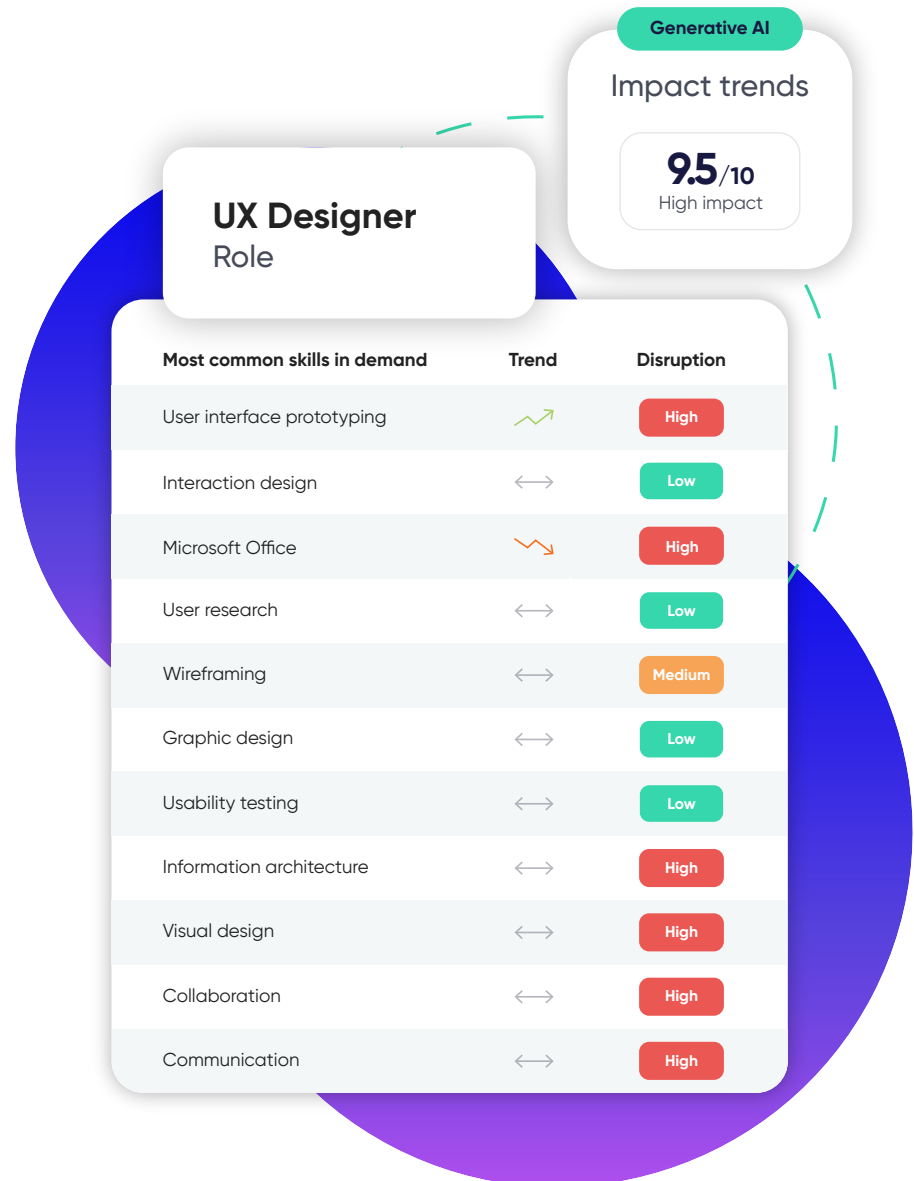 Generative AI
Impact trends
9.5/10
High impact
UX Designer
Role
Most common skills in demand Trend Disruption
User interface prototyping High
Interaction design Low
Microsoft Office High
User research Low
Wireframing Medium
Graphic design Low
Usability testing Low
Information architecture High
Visual design High
Collaboration High
Communication High